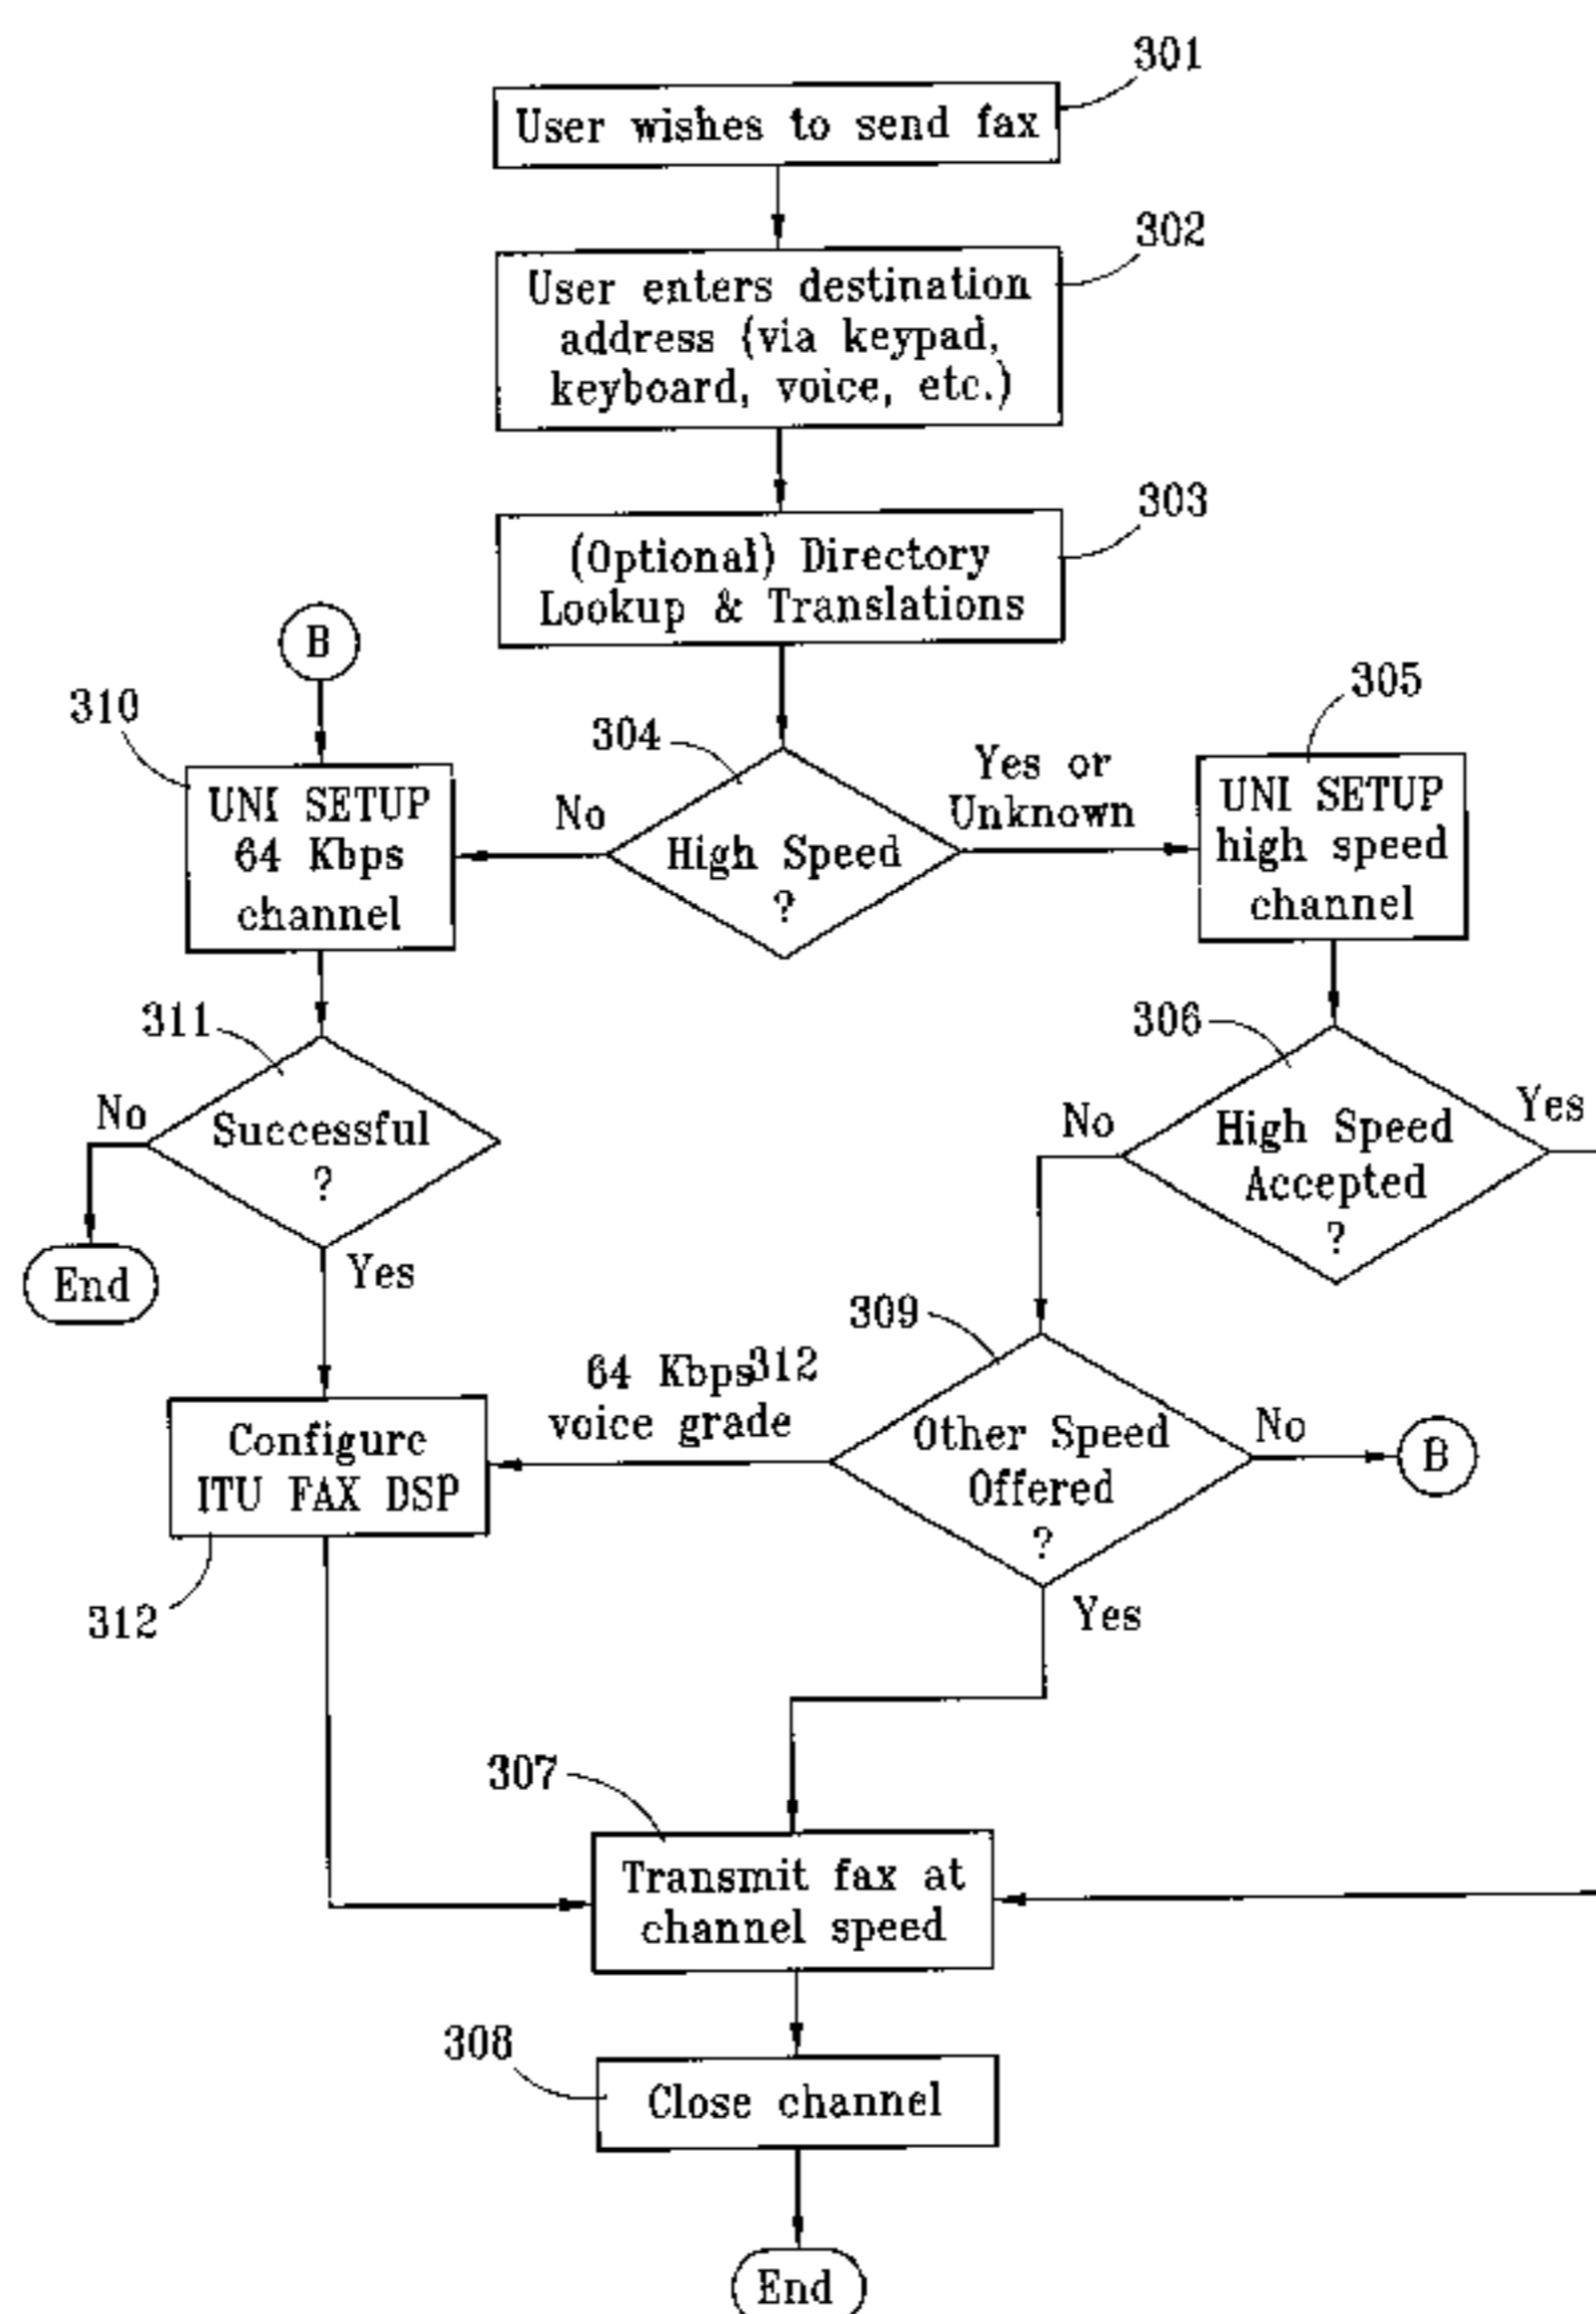 301
User wishes to send fax
302
User enters destination
address (via keypad,
keyboard, voice, etc.)
303
(Optional) Directory
Lookup & Translations
B
310
UNI SETUP
64 Kbps
channel
304
No
High Speed
?
Yes or
Unknown
305
UNI SETUP
high speed
channel
311
No
Successful
?
Yes
End
306
No
High Speed
Accepted
?
Yes
309
64 Kbps312
voice grade
Other Speed
Offered
?
No
B
Yes
Configure
ITU FAX DSP
312
307
Transmit fax at
channel speed
308
Close channel
End